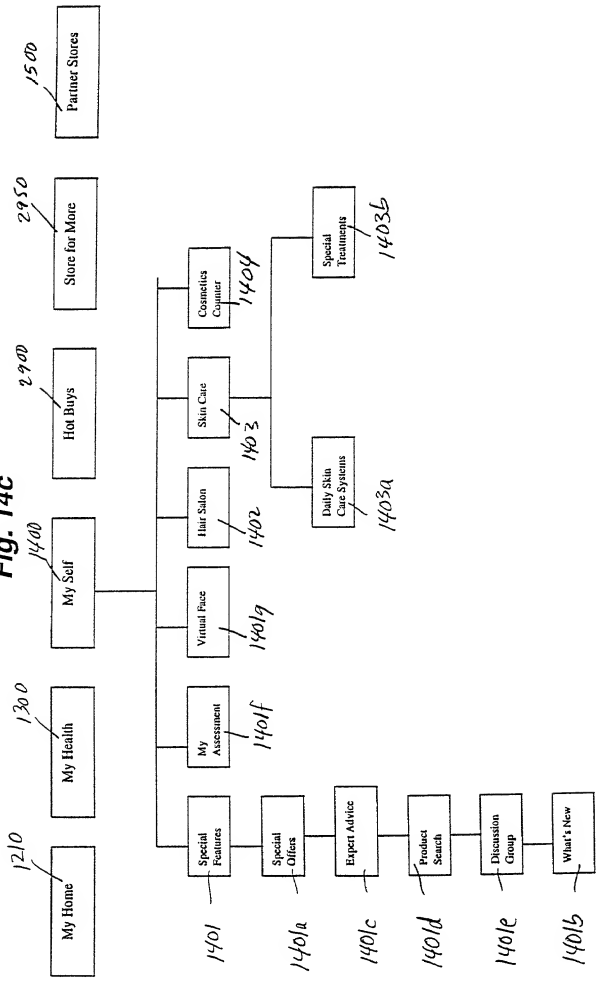 Fig. 14c
1210
1300
1400
2900
2950
1500
My Home
My Health
My Self
Hot Buys
Store for More
Partner Stores
Special
Features
My
Assessment
Virtual Face
Hair Salon
Skin Care
Cosmetics
Counter
1401
1401f
1401g
1402
1403
1404
Special
Offers
1401a
Expert Advice
1401c
Daily Skin
Care Systems
1403a
Special
Treatments
1403b
Product
Search
1401d
Discussion
Group
1401e
What's New
1401b